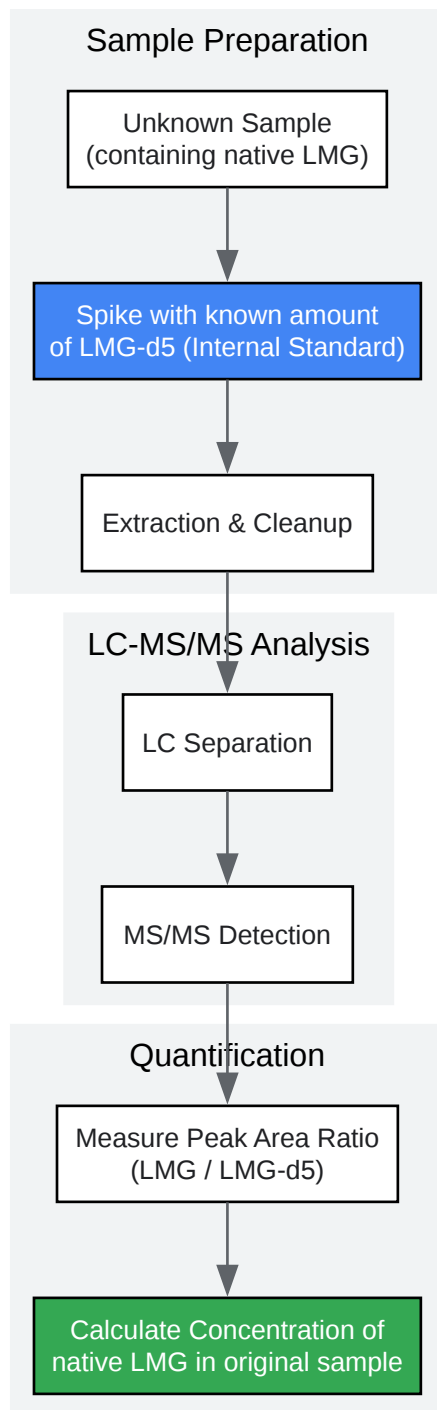 Sample Preparation
Unknown Sample
(containing native LMG)
Spike with known amount
of LMG-d5 (Internal Standard)
Extraction & Cleanup
LC-MS/MS Analysis
LC Separation
MS/MS Detection
Quantification
Measure Peak Area Ratio
(LMG / LMG-d5)
Calculate Concentration of
native LMG in original sample